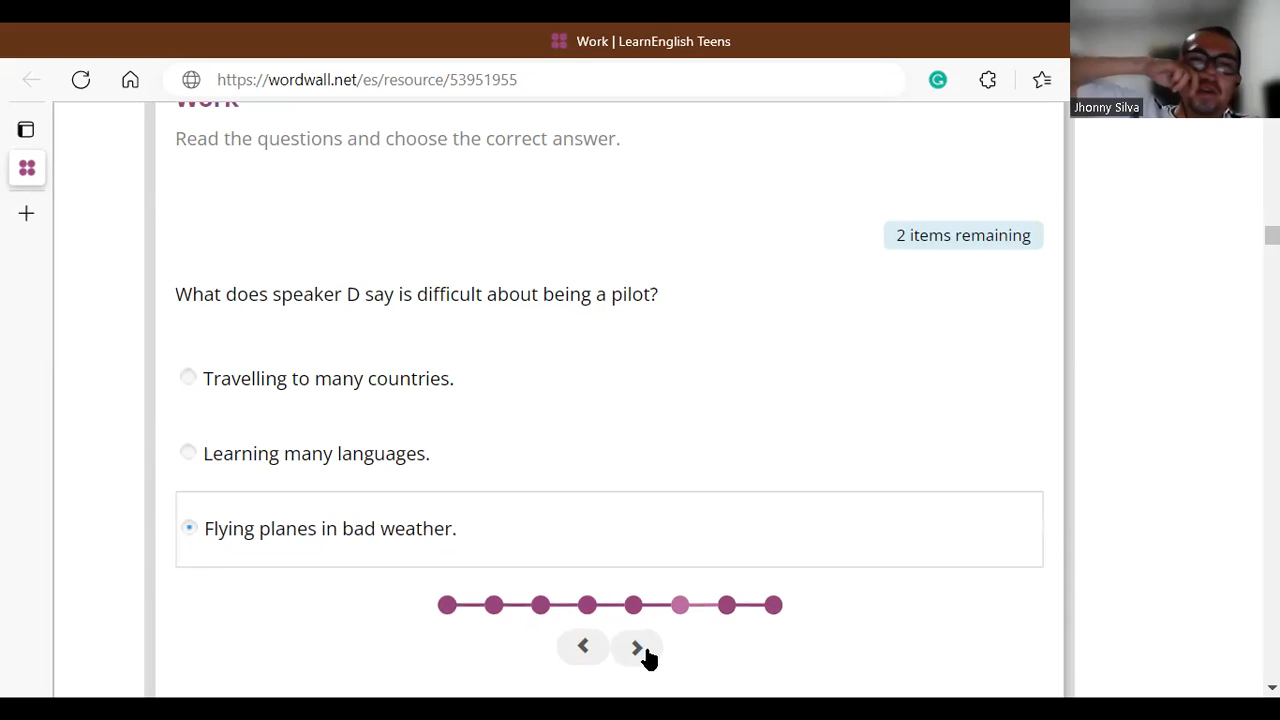 Work | LearnEnglish Teens
https://wordwall.net/es/resource/53951955
Jhonny Silva
Work
Read the questions and choose the correct answer.
2 items remaining
What does speaker D say is difficult about being a pilot?
Travelling to many countries.
Learning many languages.
Flying planes in bad weather.